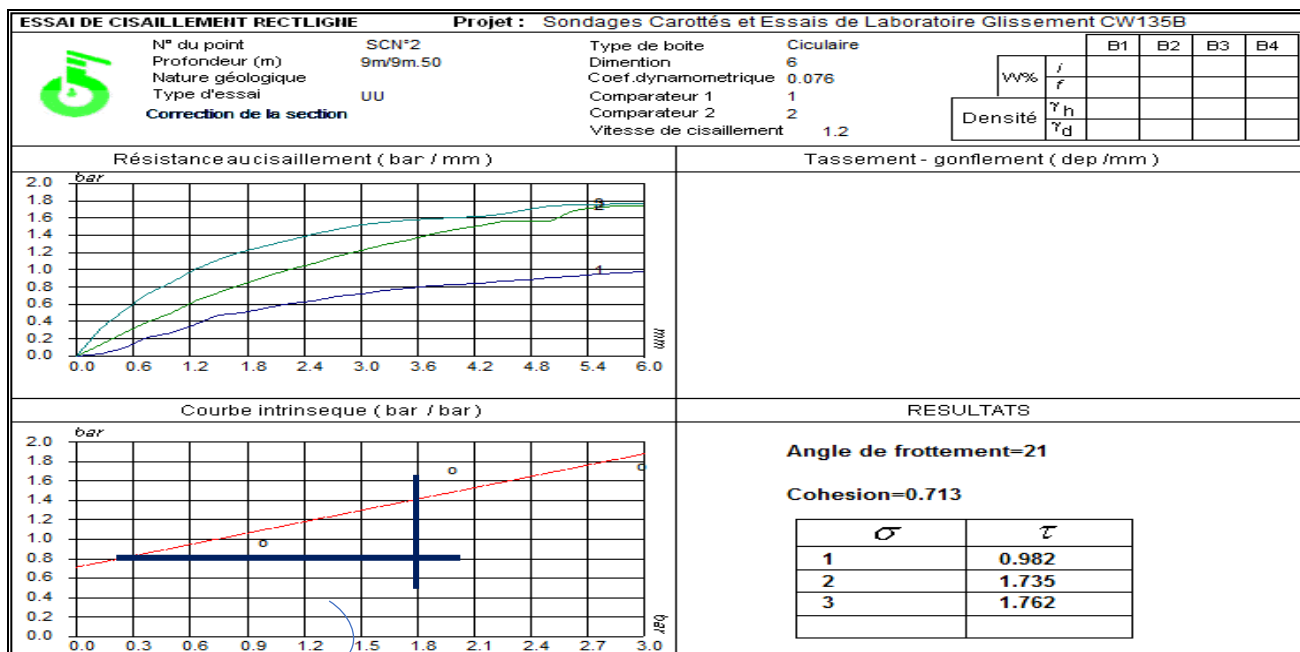 ESSAI DE CISAILLEMENT RECTLIGNE Projet : Sondages Carottés et Essais de Laboratoire Glissement CW135B
N° du point SCN°2
Profondeur (m) 9m/9m.50
Nature géologique
Type d'essai UU
Correction de la section
Type de boite Ciculaire
Dimention 6
Coef.dynamometrique 0.076
Comparateur 1 1
Comparateur 2 2
Vitesse de cisaillement 1.2
B1 B2 B3 B4
W% i
f
Densité γh
γd
Résistance au cisaillement ( bar / mm )
bar
2.0
1.8
1.6
1.4
1.2
1.0
0.8
0.6
0.4
0.2
0.0
3
2
1
mm
0.0 0.6 1.2 1.8 2.4 3.0 3.6 4.2 4.8 5.4 6.0
Tassement - gonflement ( dep /mm )
Courbe intrinseque ( bar / bar )
bar
2.0
1.8
1.6
1.4
1.2
1.0
0.8
0.6
0.4
0.2
0.0
bar
0.0 0.3 0.6 0.9 1.2 1.5 1.8 2.1 2.4 2.7 3.0
RESULTATS
Angle de frottement=21
Cohesion=0.713
σ τ
1 0.982
2 1.735
3 1.762